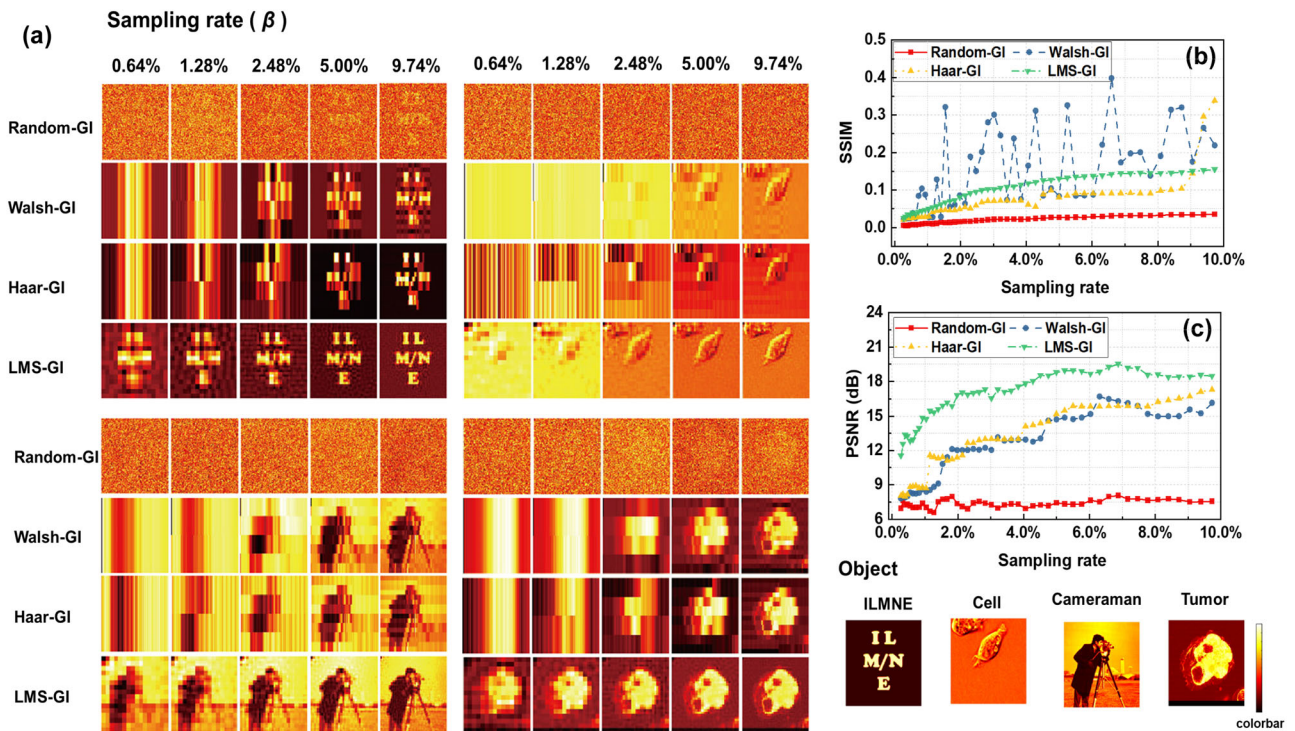 (a)
Sampling rate ( β )
0.64% 1.28% 2.48% 5.00% 9.74% 0.64% 1.28% 2.48% 5.00% 9.74%
Random-GI
Walsh-GI
Haar-GI
LMS-GI
Random-GI
Walsh-GI
Haar-GI
LMS-GI
I L
M/N
E
(b)
Random-GI Walsh-GI
Haar-GI LMS-GI
SSIM
0.5
0.4
0.3
0.2
0.1
0.0
0.0% 2.0% 4.0% 6.0% 8.0% 10.0%
Sampling rate
(c)
Random-GI Walsh-GI
Haar-GI LMS-GI
PSNR (dB)
24
21
18
15
12
9
6
0.0% 2.0% 4.0% 6.0% 8.0% 10.0%
Sampling rate
Object
ILMNE Cell Cameraman Tumor
I L
M/N
E
colorbar